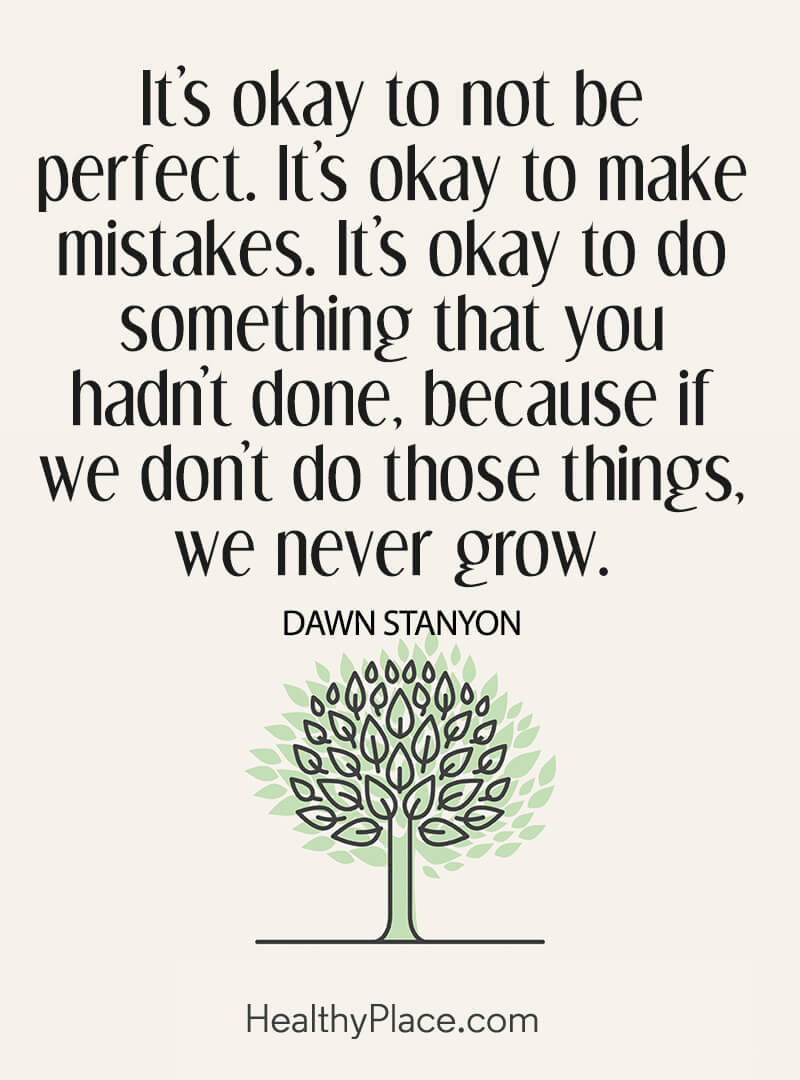 It's okay to not be
perfect. It's okay to make
mistakes. It's okay to do
something that you
hadn't done, because if
we don't do those things,
we never grow.
DAWN STANYON
HealthyPlace.com